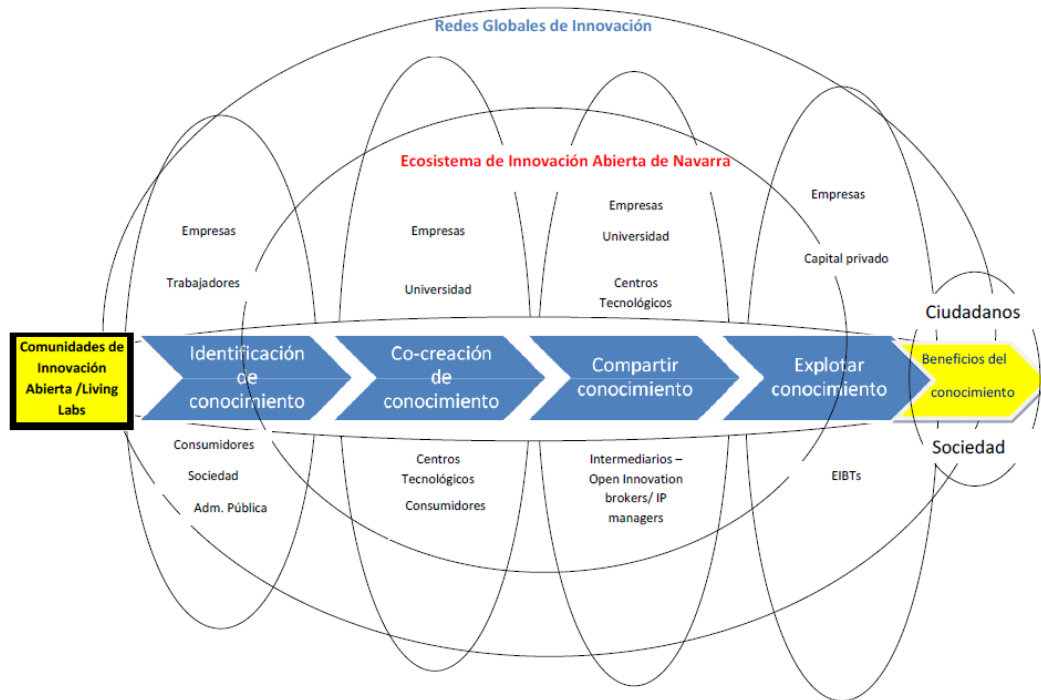 Redes Globales de Innovación
Ecosistema de Innovación Abierta de Navarra
Empresas
Trabajadores
Empresas
Universidad
Empresas
Universidad
Centros
Tecnológicos
Empresas
Capital privado
Ciudadanos
Comunidades de
Innovación
Abierta /Living
Labs
Identificación
de
conocimiento
Co-creación
de
conocimiento
Compartir
conocimiento
Explotar
conocimiento
Beneficios del
conocimiento
Consumidores
Sociedad
Adm. Pública
Centros
Tecnológicos
Consumidores
Intermediarios –
Open Innovation
brokers/ IP
managers
EIBTs
Sociedad